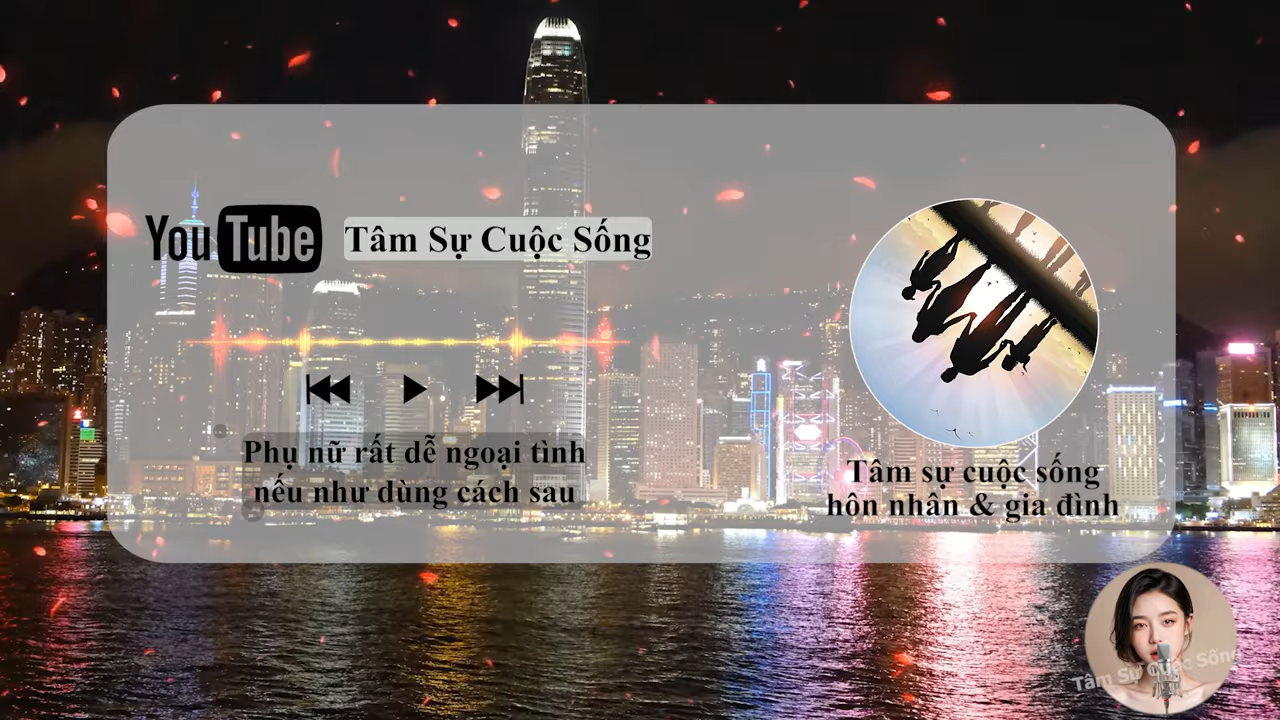 YouTube
Tâm Sự Cuộc Sống
Phụ nữ rất dễ ngoại tình
nếu như dùng cách sau
Tâm sự cuộc sống
hôn nhân & gia đình
Tâm Sự Cuộc Sống